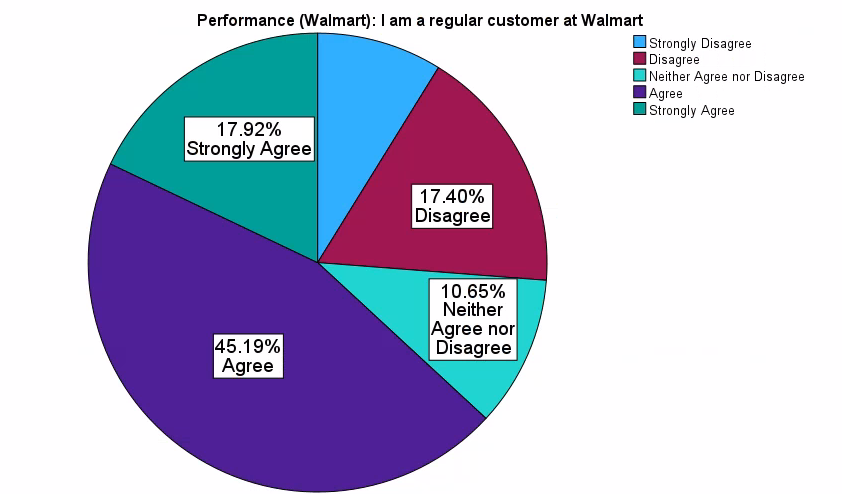 Performance (Walmart): I am a regular customer at Walmart
Strongly Disagree
Disagree
Neither Agree nor Disagree
Agree
Strongly Agree
17.92%
Strongly Agree
17.40%
Disagree
10.65%
Neither
Agree nor
Disagree
45.19%
Agree